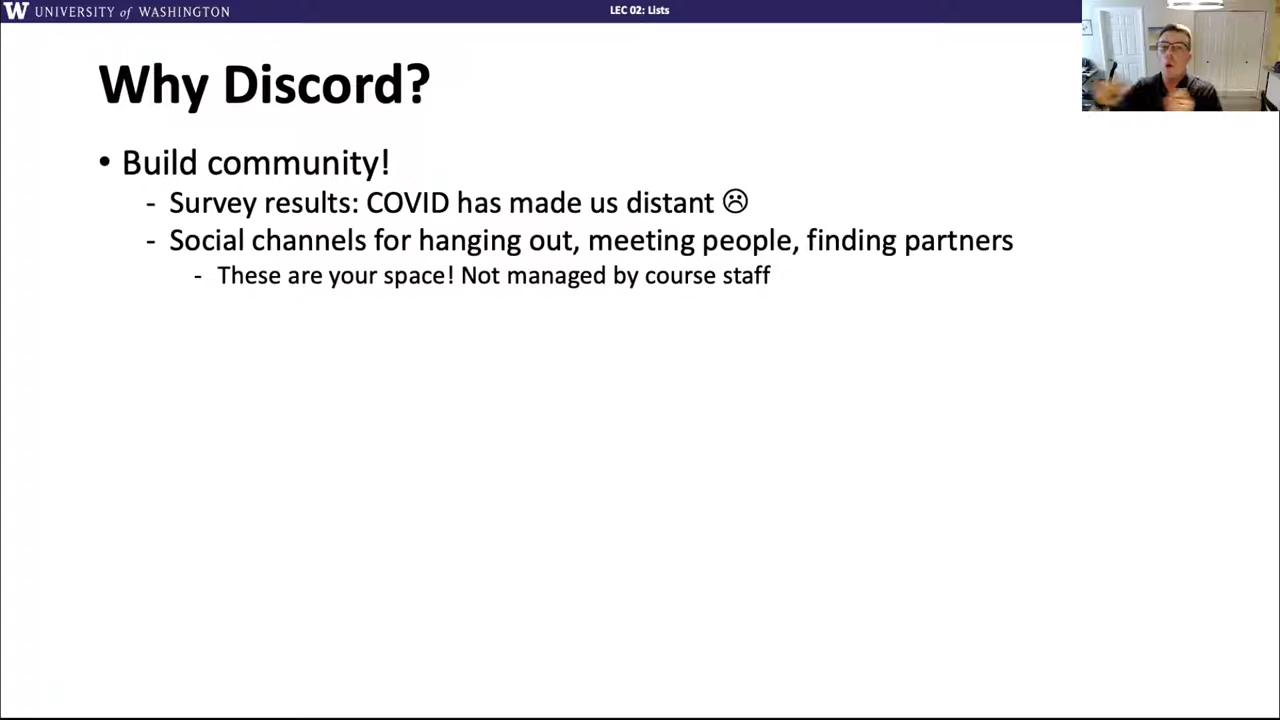 W UNIVERSITY of WASHINGTON
LEC 02: Lists
Why Discord?
• Build community!
- Survey results: COVID has made us distant ☹
- Social channels for hanging out, meeting people, finding partners
- These are your space! Not managed by course staff